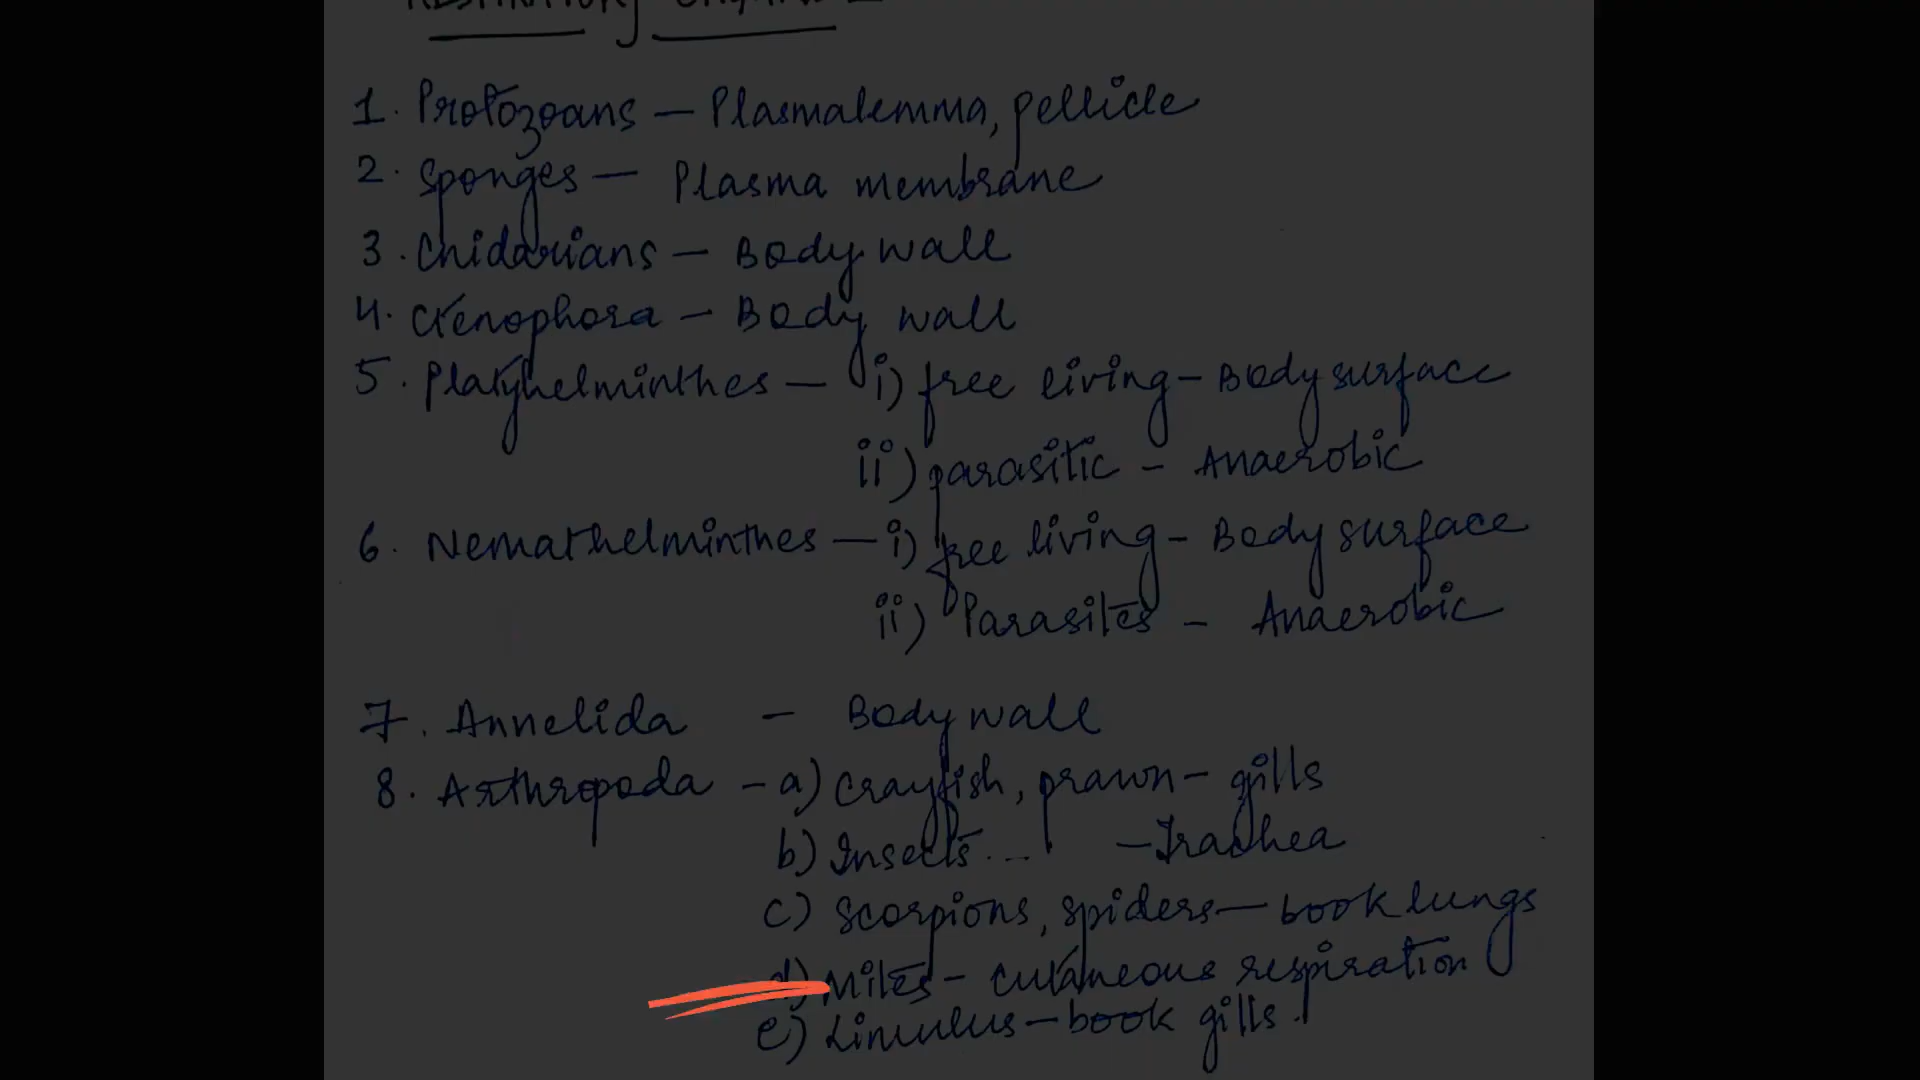 1. Protozoans - Plasmalemma, pellicle
2. Sponges - Plasma membrane
3. Cnidarians - Body wall
4. Ctenophora - Body wall
5. Platyhelminthes - i) free living - Body surface
ii) parasitic - Anaerobic
6. Nemathelminthes - i) free living - Body surface
ii) Parasites - Anaerobic
7. Annelida - Body wall
8. Arthropoda - a) Crayfish, prawn - gills
b) Insects - Trachea
c) Scorpions, spiders - book lungs
d) Mites - cutaneous respiration
e) Limulus - book gills.